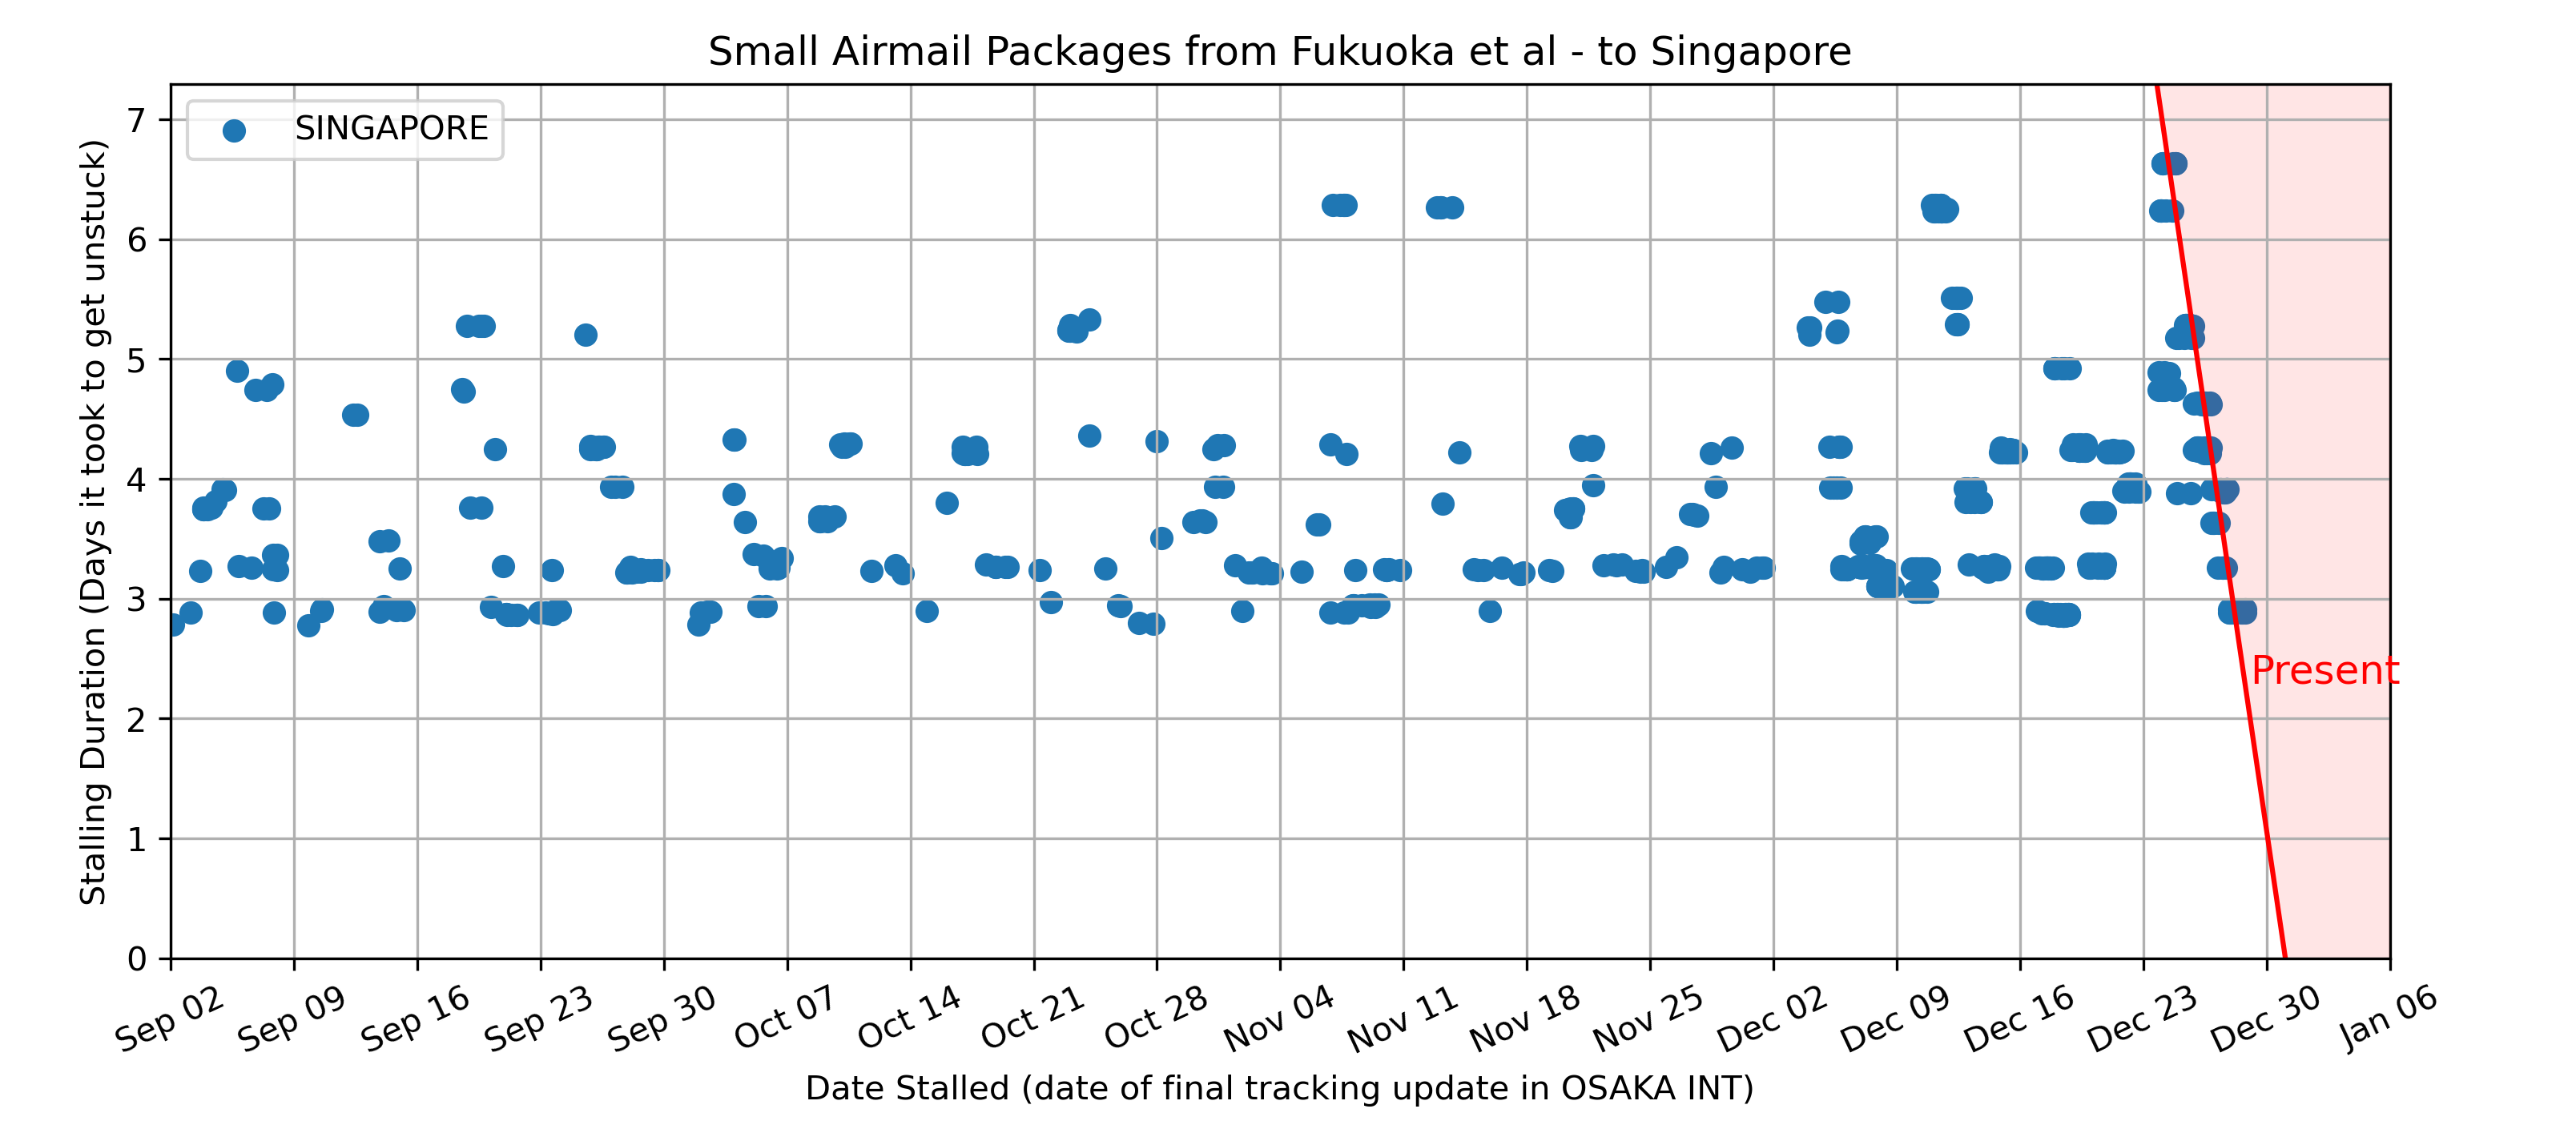 Small Airmail Packages from Fukuoka et al - to Singapore
SINGAPORE
Stalling Duration (Days it took to get unstuck)
7
6
5
4
3
2
1
0
Present
Sep 02
Sep 09
Sep 16
Sep 23
Sep 30
Oct 07
Oct 14
Oct 21
Oct 28
Nov 04
Nov 11
Nov 18
Nov 25
Dec 02
Dec 09
Dec 16
Dec 23
Dec 30
Jan 06
Date Stalled (date of final tracking update in OSAKA INT)